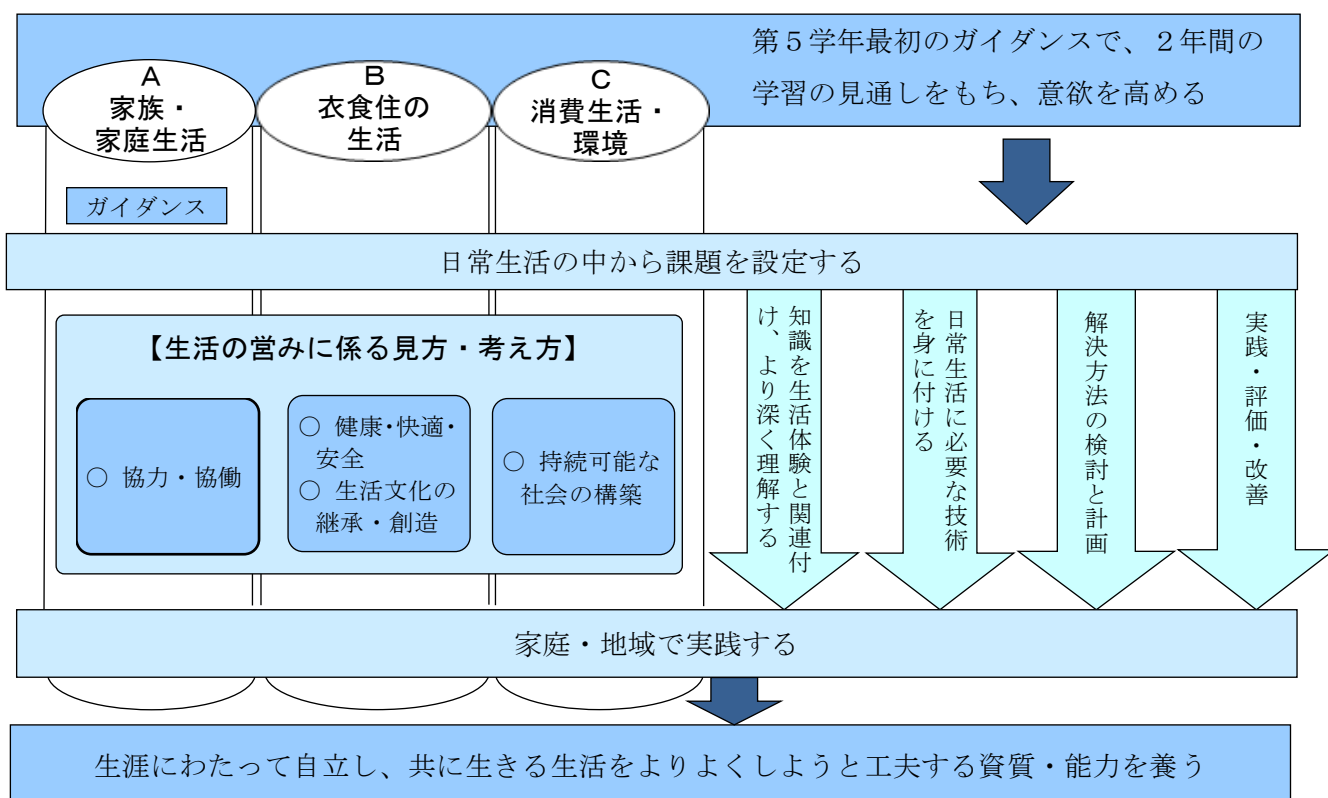 第５学年最初のガイダンスで、２年間の
学習の見通しをもち、意欲を高める
A
家族・
家庭生活
B
衣食住の
生活
C
消費生活・
環境
ガイダンス
日常生活の中から課題を設定する
【生活の営みに係る見方・考え方】
○ 協力・協働
○ 健康・快適・
安全
○ 生活文化の
継承・創造
○ 持続可能な
社会の構築
知識を生活体験と関連付
け、より深く理解する
日常生活に必要な技術
を身に付ける
解決方法の検討と計画
実践・評価・改善
家庭・地域で実践する
生涯にわたって自立し、共に生きる生活をよりよくしようと工夫する資質・能力を養う